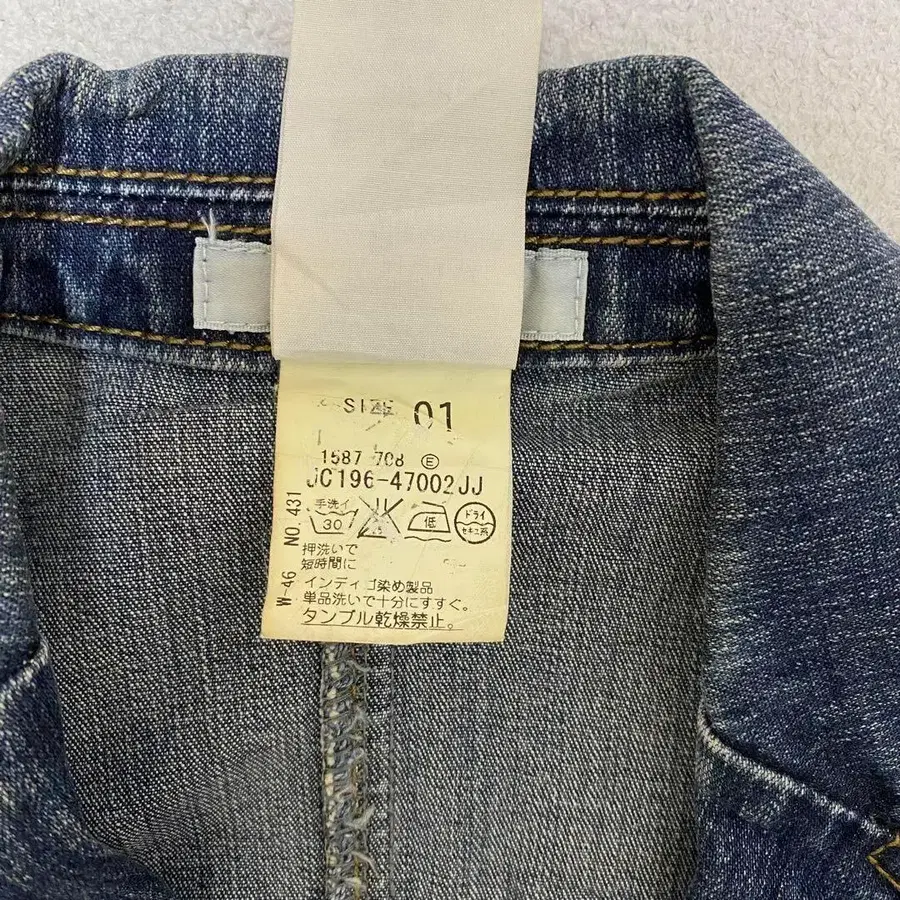 SIZE 01
1587 708 Ⓔ
JC196-47002JJ
手洗イ
30
低
ドライ
セキユ系
押洗いで
短時間に
インディゴ染め製品
単品洗いで十分にすすぐ。
タンブル乾燥禁止。
W-46 NO.431